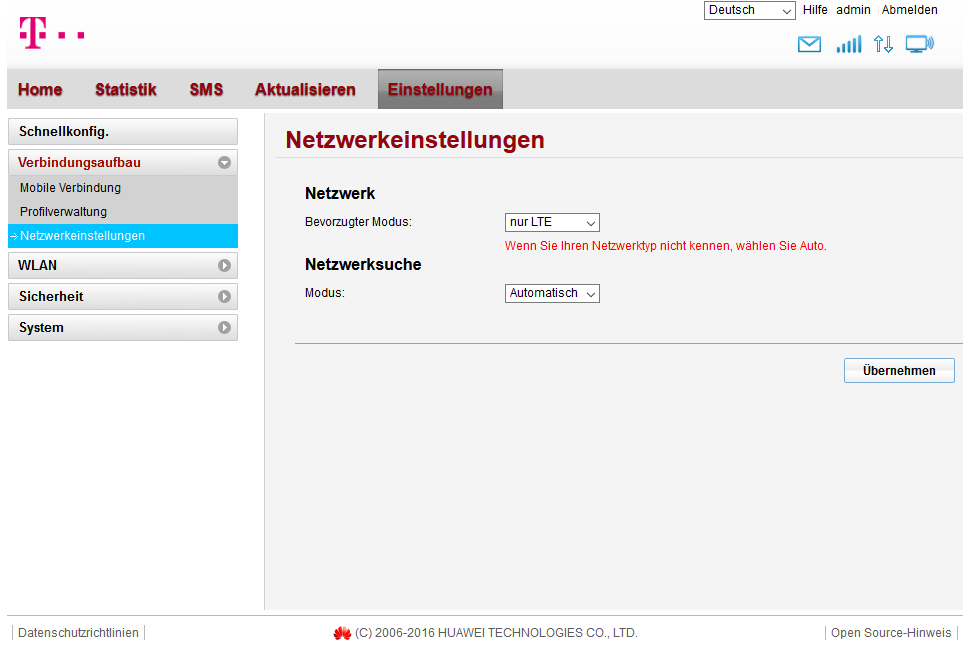 Deutsch Hilfe admin Abmelden
T
Home Statistik SMS Aktualisieren Einstellungen
Schnellkonfig.
Verbindungsaufbau
Mobile Verbindung
Profilverwaltung
Netzwerkeinstellungen
WLAN
Sicherheit
System
Netzwerkeinstellungen
Netzwerk
Bevorzugter Modus: nur LTE
Wenn Sie Ihren Netzwerktyp nicht kennen, wählen Sie Auto.
Netzwerksuche
Modus: Automatisch
Übernehmen
Datenschutzrichtlinien (C) 2006-2016 HUAWEI TECHNOLOGIES CO., LTD. Open Source-Hinweis